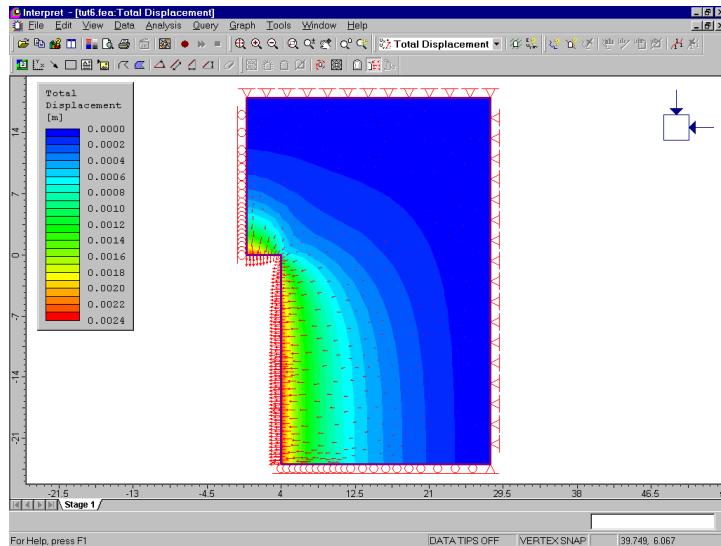 Interpret - [tut6.fea:Total Displacement]
File Edit View Data Analysis Query Graph Tools Window Help
Total Displacement
Total
Displacement
[m]
0.0000
0.0002
0.0004
0.0006
0.0008
0.0010
0.0012
0.0014
0.0016
0.0018
0.0020
0.0022
0.0024
14
7
0
-7
-14
-21
-21.5 -13 -4.5 4 12.5 21 29.5 38 46.5
Stage 1
For Help, press F1 DATA TIPS OFF VERTEX SNAP 39.749, 6.067